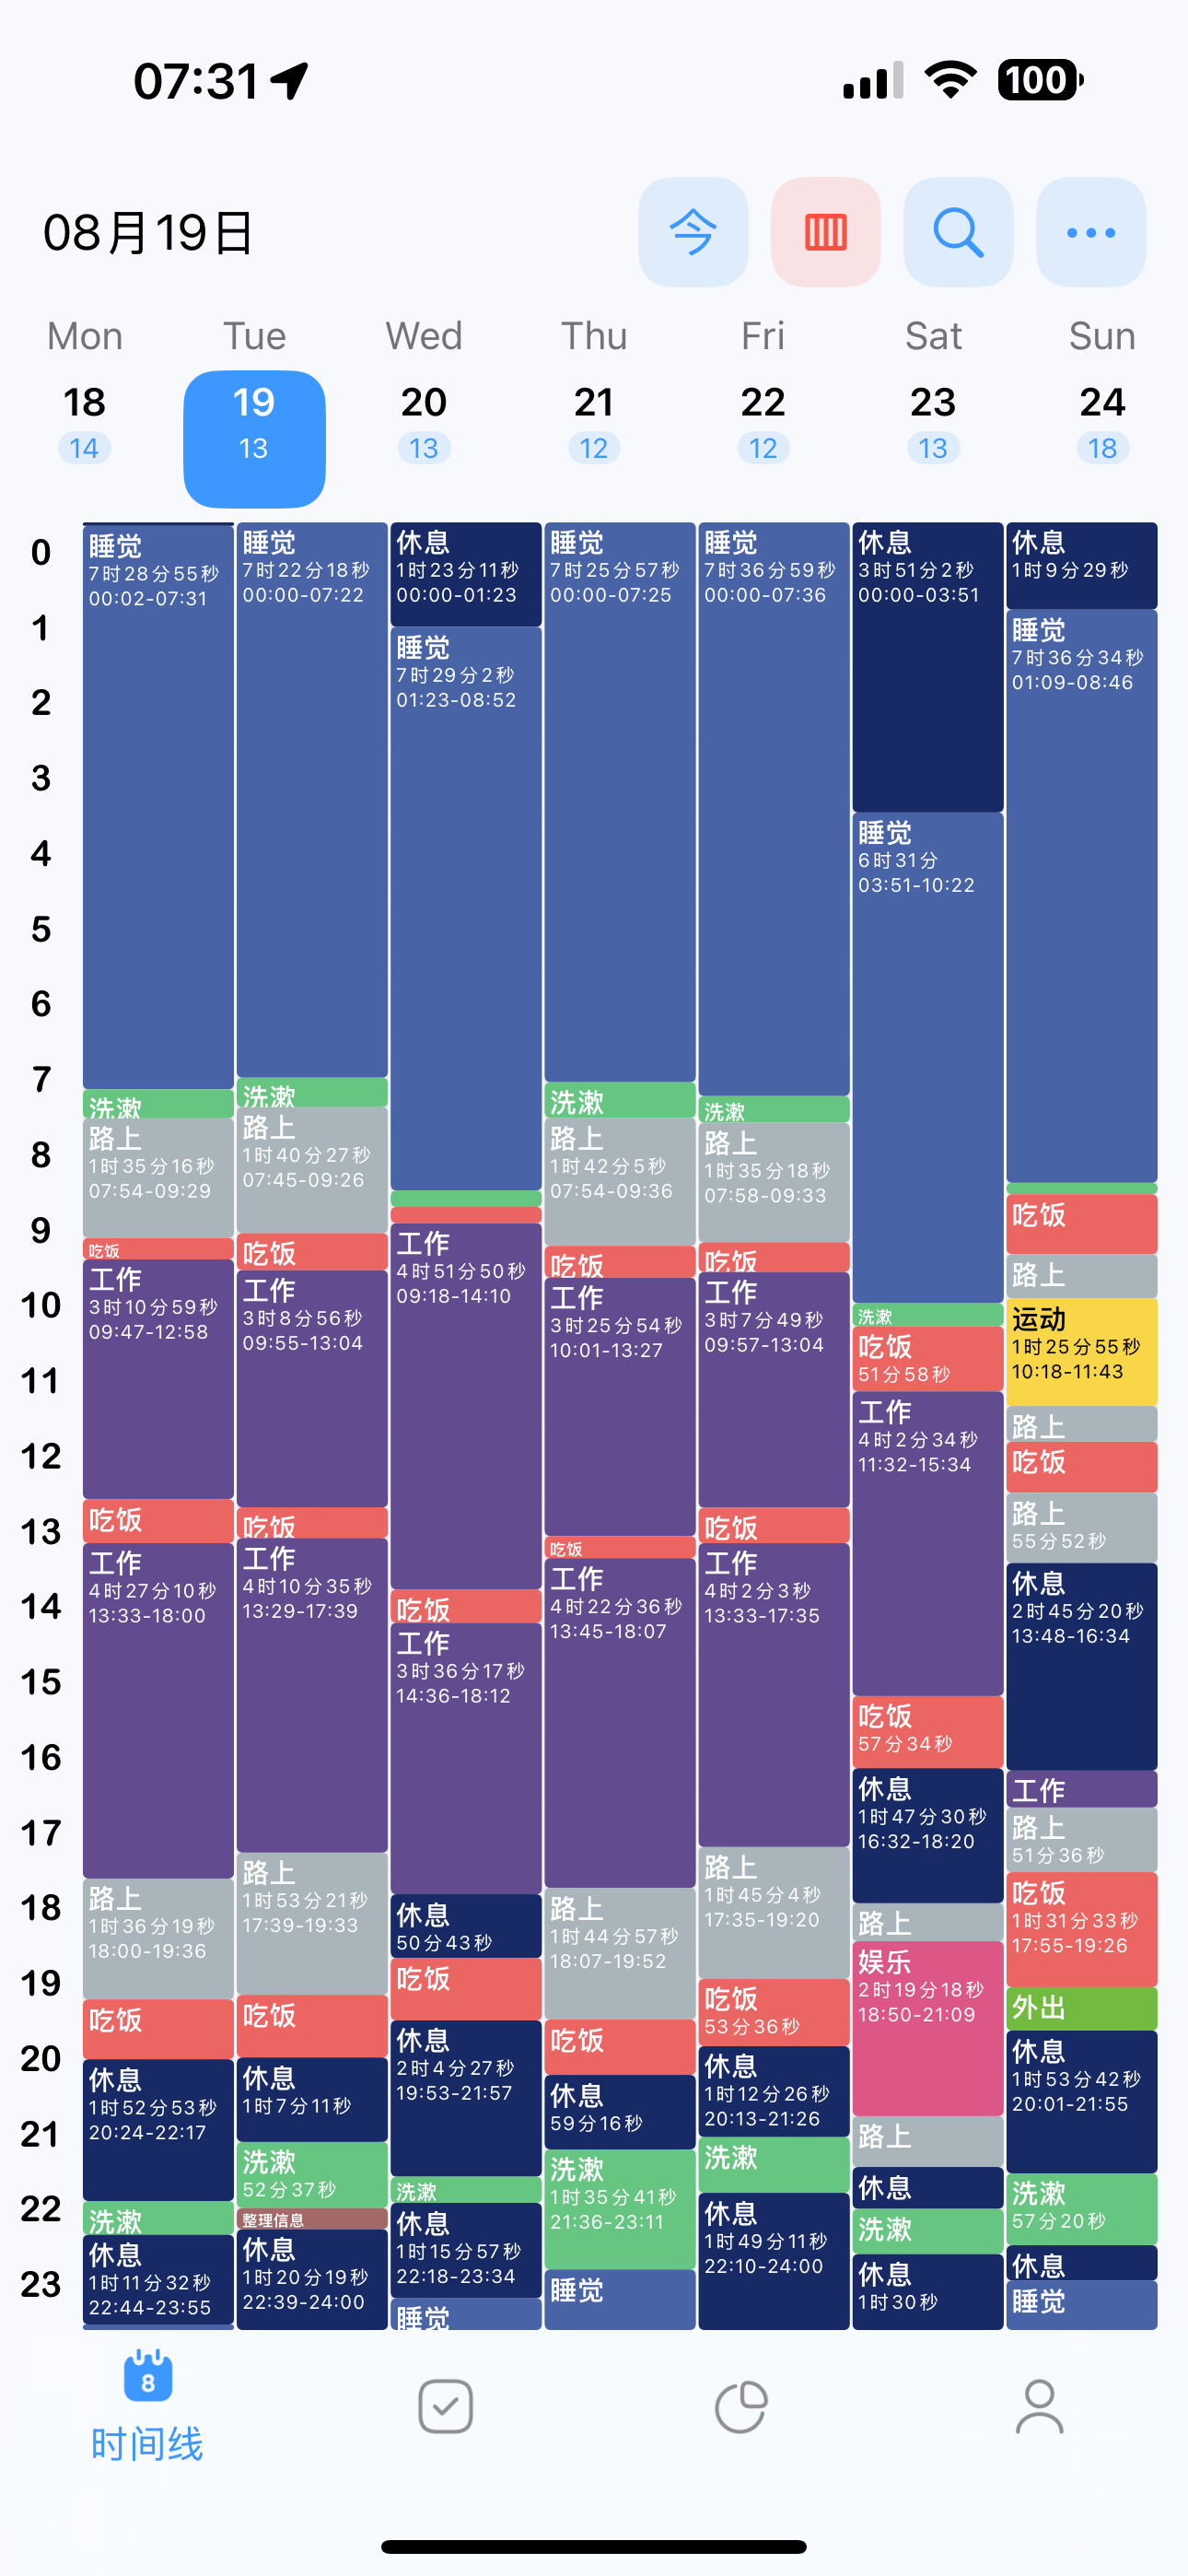 07:31
100
08月19日
今
Mon Tue Wed Thu Fri Sat Sun
18 19 20 21 22 23 24
14 13 13 12 12 13 18
0
1
2
3
4
5
6
7
8
9
10
11
12
13
14
15
16
17
18
19
20
21
22
23
睡觉
7时28分55秒
00:02-07:31
洗漱
路上
1时35分16秒
07:54-09:29
吃饭
工作
3时10分59秒
09:47-12:58
吃饭
工作
4时27分10秒
13:33-18:00
路上
1时36分19秒
18:00-19:36
吃饭
休息
1时52分53秒
20:24-22:17
洗漱
休息
1时11分32秒
22:44-23:55
睡觉
7时22分18秒
00:00-07:22
洗漱
路上
1时40分27秒
07:45-09:26
吃饭
工作
3时8分56秒
09:55-13:04
吃饭
工作
4时10分35秒
13:29-17:39
路上
1时53分21秒
17:39-19:33
吃饭
休息
1时7分11秒
洗漱
52分37秒
整理信息
休息
1时20分19秒
22:39-24:00
休息
1时23分11秒
00:00-01:23
睡觉
7时29分2秒
01:23-08:52
工作
4时51分50秒
09:18-14:10
吃饭
工作
3时36分17秒
14:36-18:12
休息
50分43秒
吃饭
休息
2时4分27秒
19:53-21:57
洗漱
休息
1时15分57秒
22:18-23:34
睡觉
睡觉
7时25分57秒
00:00-07:25
洗漱
路上
1时42分5秒
07:54-09:36
吃饭
工作
3时25分54秒
10:01-13:27
吃饭
工作
4时22分36秒
13:45-18:07
路上
1时44分57秒
18:07-19:52
吃饭
休息
59分16秒
洗漱
1时35分41秒
21:36-23:11
睡觉
睡觉
7时36分59秒
00:00-07:36
洗漱
路上
1时35分18秒
07:58-09:33
吃饭
工作
3时7分49秒
09:57-13:04
吃饭
工作
4时2分3秒
13:33-17:35
路上
1时45分4秒
17:35-19:20
吃饭
53分36秒
休息
1时12分26秒
20:13-21:26
洗漱
休息
1时49分11秒
22:10-24:00
休息
3时51分2秒
00:00-03:51
睡觉
6时31分
03:51-10:22
洗漱
吃饭
51分58秒
工作
4时2分34秒
11:32-15:34
吃饭
57分34秒
休息
1时47分30秒
16:32-18:20
路上
娱乐
2时19分18秒
18:50-21:09
路上
休息
洗漱
休息
1时30秒
休息
1时9分29秒
睡觉
7时36分34秒
01:09-08:46
吃饭
路上
运动
1时25分55秒
10:18-11:43
路上
吃饭
路上
55分52秒
休息
2时45分20秒
13:48-16:34
工作
路上
51分36秒
吃饭
1时31分33秒
17:55-19:26
外出
休息
1时53分42秒
20:01-21:55
洗漱
57分20秒
休息
睡觉
8
时间线